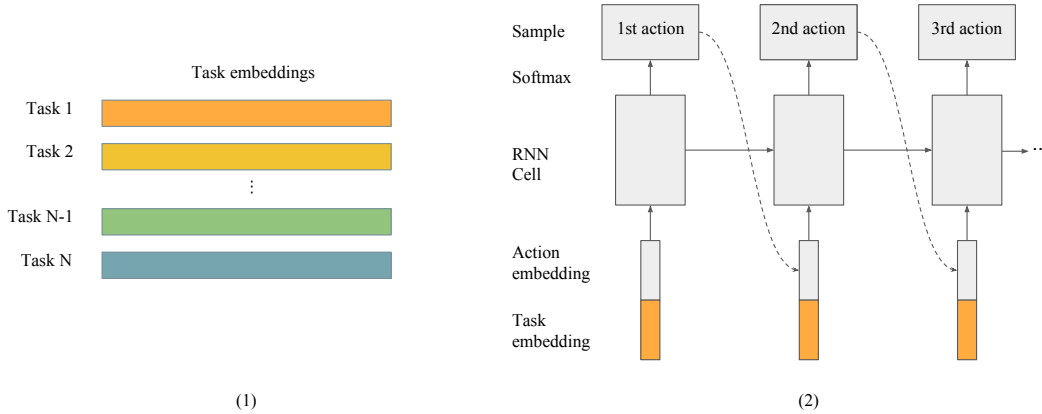 Task embeddings
Task 1
Task 2
⋮
Task N-1
Task N
(1)
Sample
1st action
2nd action
3rd action
Softmax
RNN
Cell
..
Action
embedding
Task
embedding
(2)